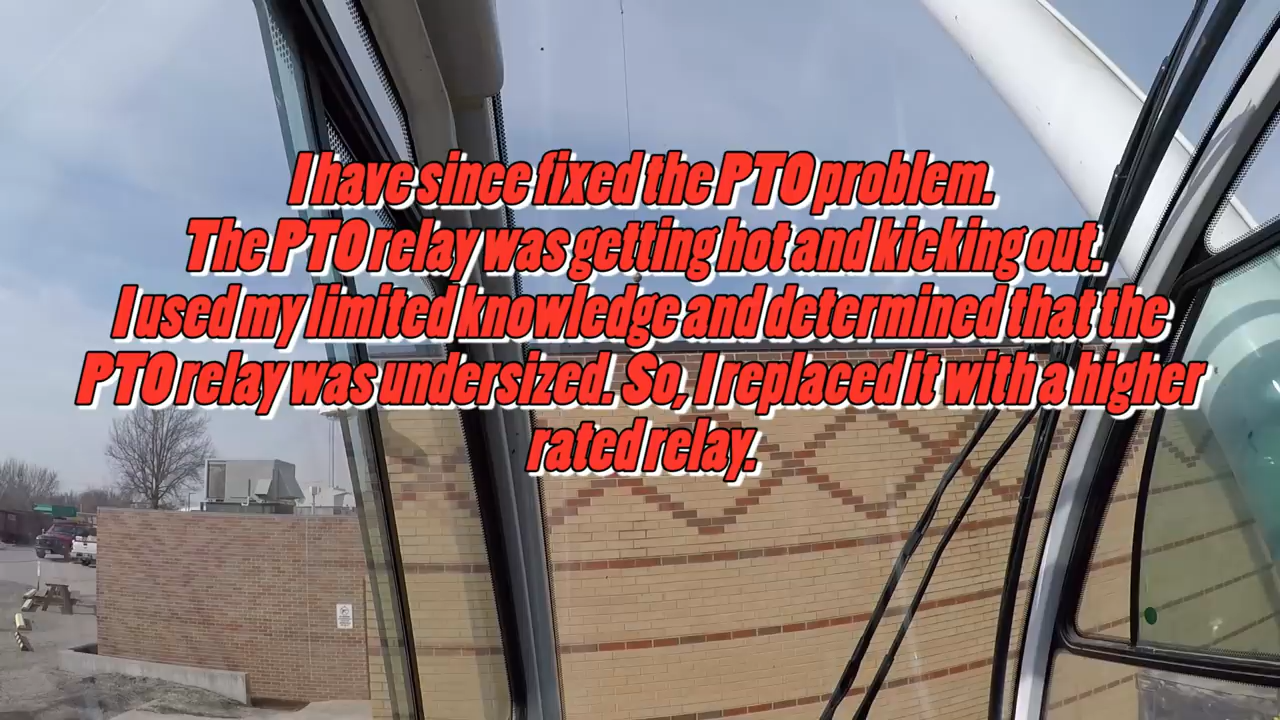 I have since fixed the PTO problem.
The PTO relay was getting hot and kicking out.
I used my limited knowledge and determined that the
PTO relay was undersized. So, I replaced it with a higher
rated relay.